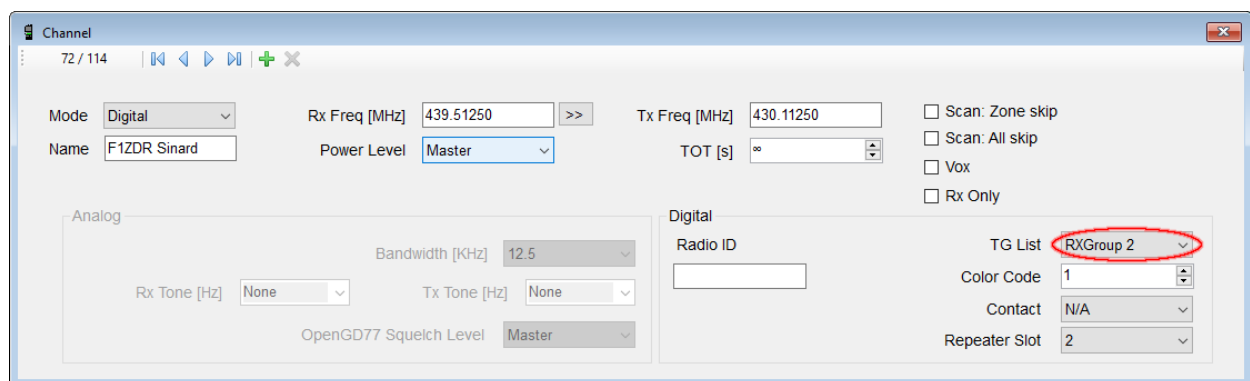 Channel
72 / 114
Mode Digital Rx Freq [MHz] 439.51250 >> Tx Freq [MHz] 430.11250 Scan: Zone skip
Scan: All skip
Name F1ZDR Sinard Power Level Master TOT [s] ∞
Vox
Rx Only
Analog
Bandwidth [KHz] 12.5
Rx Tone [Hz] None Tx Tone [Hz] None
OpenGD77 Squelch Level Master
Digital
Radio ID TG List RXGroup 2
Color Code 1
Contact N/A
Repeater Slot 2